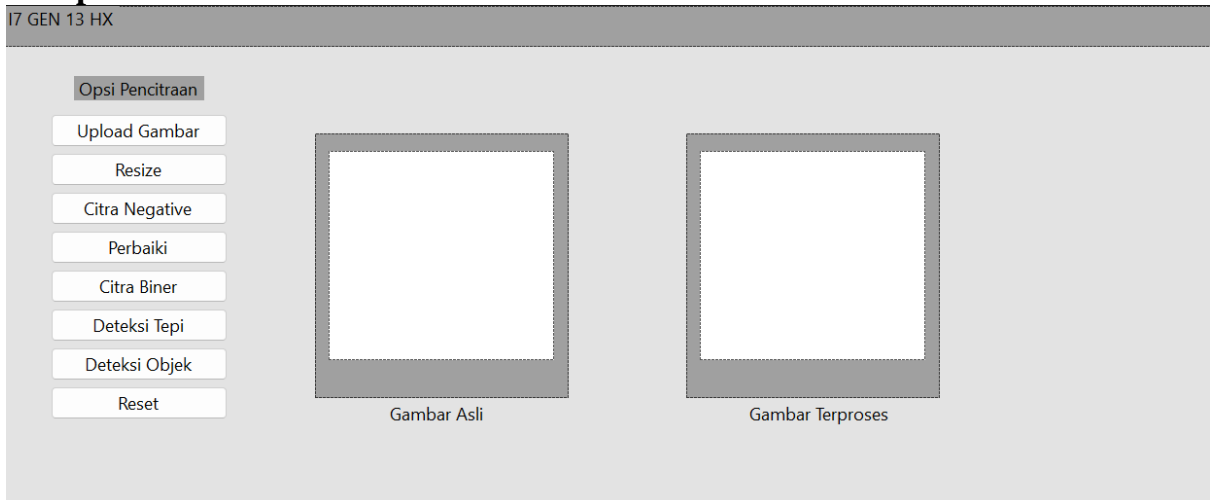 I7 GEN 13 HX
Opsi Pencitraan
Upload Gambar
Resize
Citra Negative
Perbaiki
Citra Biner
Deteksi Tepi
Deteksi Objek
Reset
Gambar Asli
Gambar Terproses